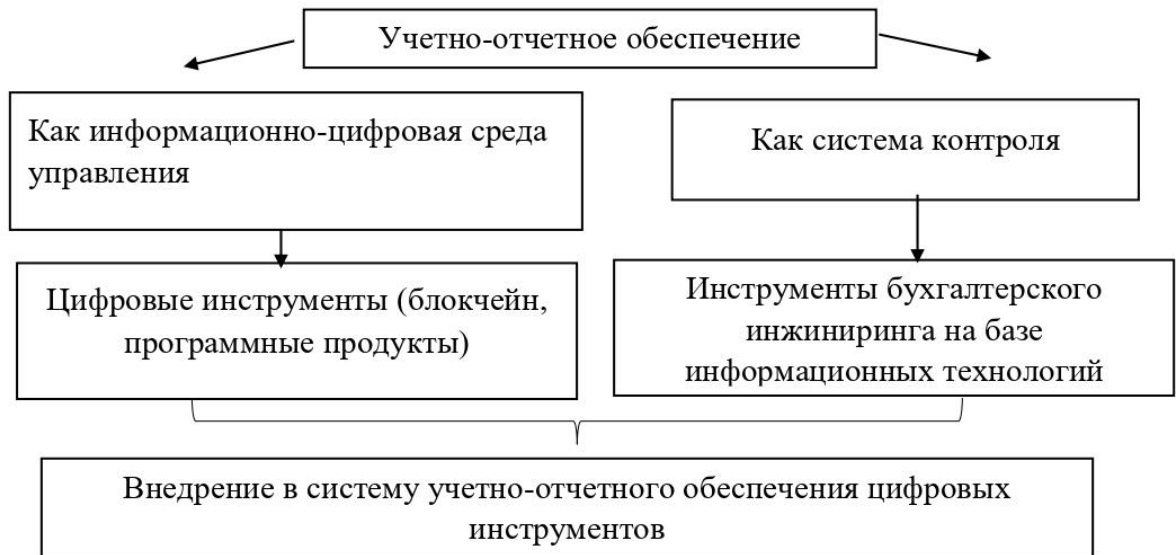 Учетно-отчетное обеспечение
Как информационно-цифровая среда
управления
Как система контроля
Цифровые инструменты (блокчейн,
программные продукты)
Инструменты бухгалтерского
инжиниринга на базе
информационных технологий
Внедрение в систему учетно-отчетного обеспечения цифровых
инструментов